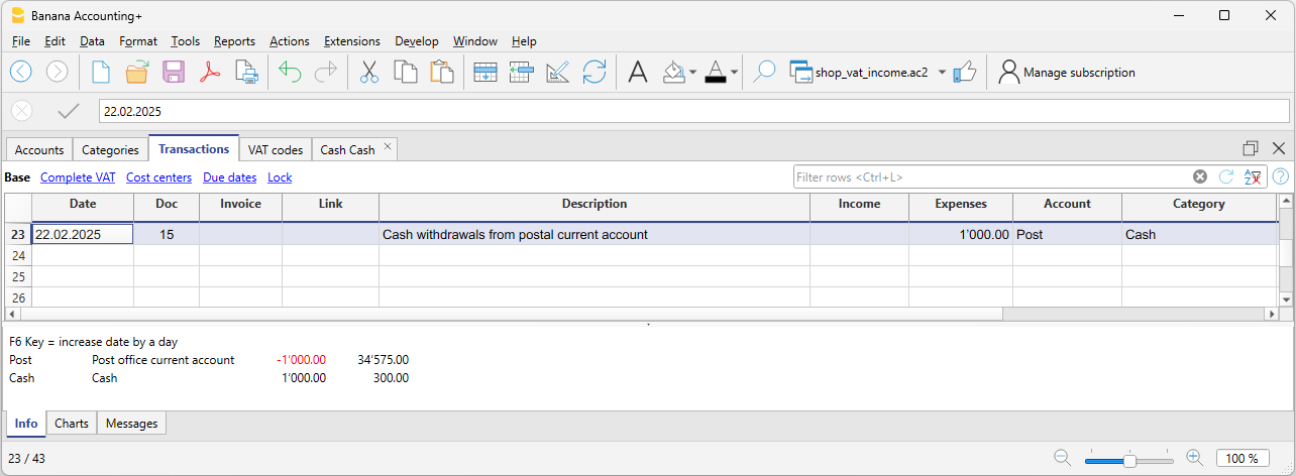 Banana Accounting+
File Edit Data Format Tools Reports Actions Extensions Develop Window Help
shop_vat_income.ac2 Manage subscription
22.02.2025
Accounts Categories Transactions VAT codes Cash Cash
Base Complete VAT Cost centers Due dates Lock Filter rows <Ctrl+L>
Date Doc Invoice Link Description Income Expenses Account Category
23 22.02.2025 15 Cash withdrawals from postal current account 1'000.00 Post Cash
24
25
26
F6 Key = increase date by a day
Post Post office current account -1'000.00 34'575.00
Cash Cash 1'000.00 300.00
Info Charts Messages
23 / 43 100 %